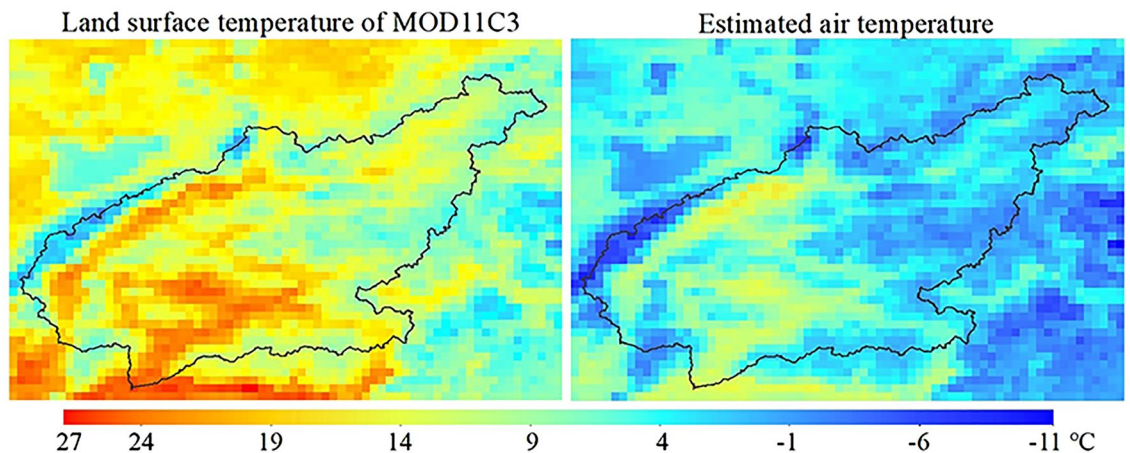 Land surface temperature of MOD11C3
Estimated air temperature
27 24 19 14 9 4 -1 -6 -11 ℃